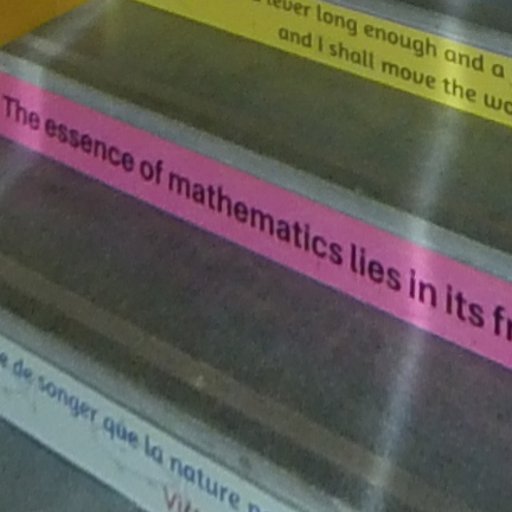 lever long enough and a
and I shall move the wo
The essence of mathematics lies in its fr
e de songer que la nature